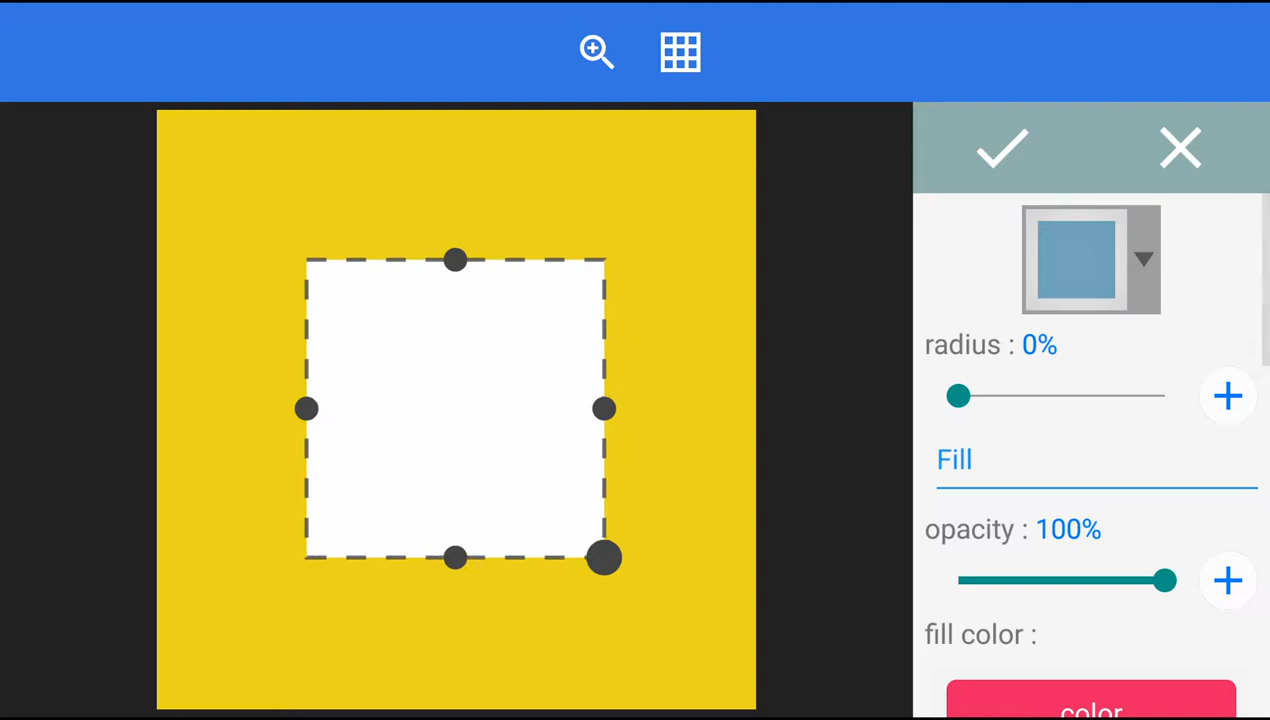 radius : 0%
Fill
opacity : 100%
fill color :
color